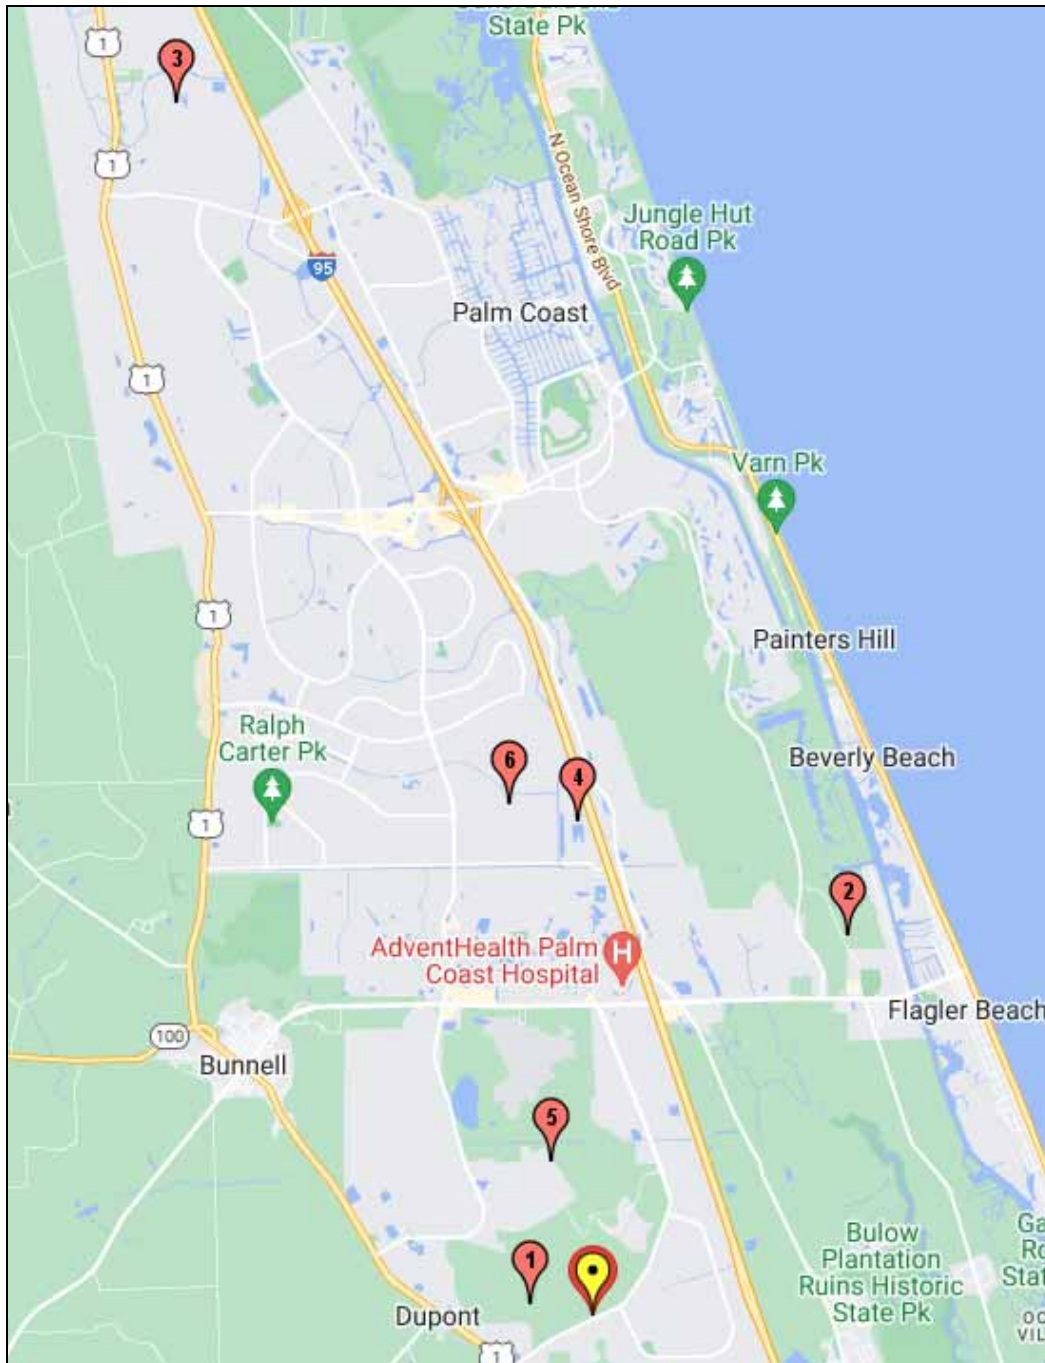 State Pk
1
3
1
N Ocean Shore Blvd
Jungle Hut
Road Pk
95
Palm Coast
1
Varn Pk
1
Painters Hill
Ralph
Carter Pk
6
4
Beverly Beach
1
2
AdventHealth Palm
Coast Hospital
H
Flagler Beach
100
Bunnell
5
Bulow
Plantation
Ruins Historic
State Pk
1
Dupont
1